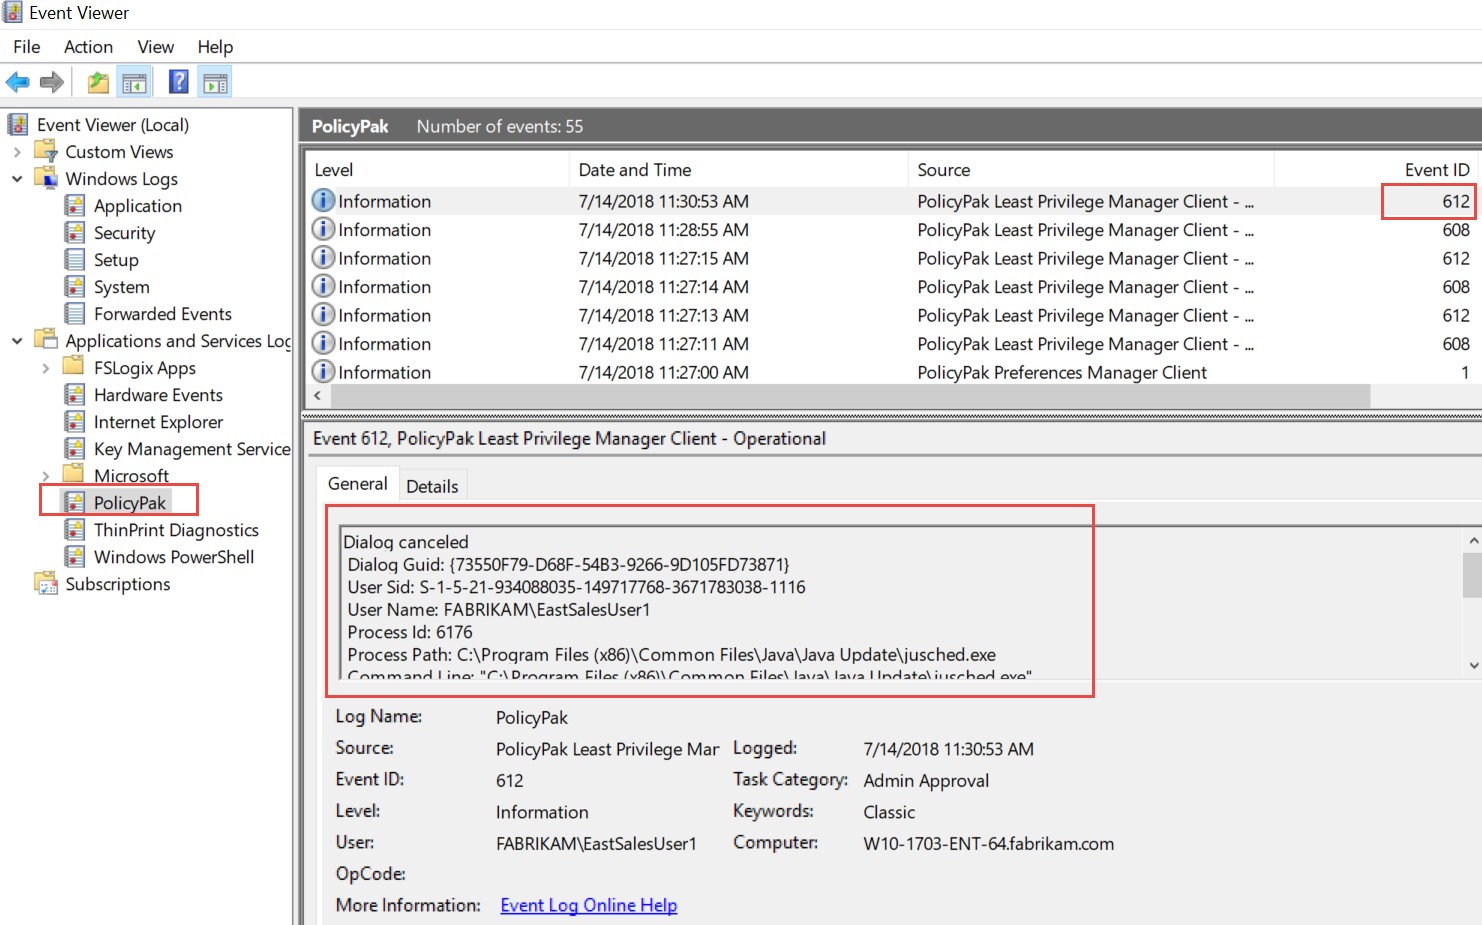 Event Viewer
File Action View Help
Event Viewer (Local)
Custom Views
Windows Logs
Application
Security
Setup
System
Forwarded Events
Applications and Services Log
FSLogix Apps
Hardware Events
Internet Explorer
Key Management Service
Microsoft
PolicyPak
ThinPrint Diagnostics
Windows PowerShell
Subscriptions
PolicyPak Number of events: 55
Level Date and Time Source Event ID
Information 7/14/2018 11:30:53 AM PolicyPak Least Privilege Manager Client - ... 612
Information 7/14/2018 11:28:55 AM PolicyPak Least Privilege Manager Client - ... 608
Information 7/14/2018 11:27:15 AM PolicyPak Least Privilege Manager Client - ... 612
Information 7/14/2018 11:27:14 AM PolicyPak Least Privilege Manager Client - ... 608
Information 7/14/2018 11:27:13 AM PolicyPak Least Privilege Manager Client - ... 612
Information 7/14/2018 11:27:11 AM PolicyPak Least Privilege Manager Client - ... 608
Information 7/14/2018 11:27:00 AM PolicyPak Preferences Manager Client 1
Event 612, PolicyPak Least Privilege Manager Client - Operational
General Details
Dialog canceled
Dialog Guid: {73550F79-D68F-54B3-9266-9D105FD73871}
User Sid: S-1-5-21-934088035-149717768-3671783038-1116
User Name: FABRIKAM\EastSalesUser1
Process Id: 6176
Process Path: C:\Program Files (x86)\Common Files\Java\Java Update\jusched.exe
Command Line: "C:\Program Files (x86)\Common Files\Java\Java Update\jusched.exe"
Log Name: PolicyPak
Source: PolicyPak Least Privilege Mar Logged: 7/14/2018 11:30:53 AM
Event ID: 612 Task Category: Admin Approval
Level: Information Keywords: Classic
User: FABRIKAM\EastSalesUser1 Computer: W10-1703-ENT-64.fabrikam.com
OpCode:
More Information: Event Log Online Help